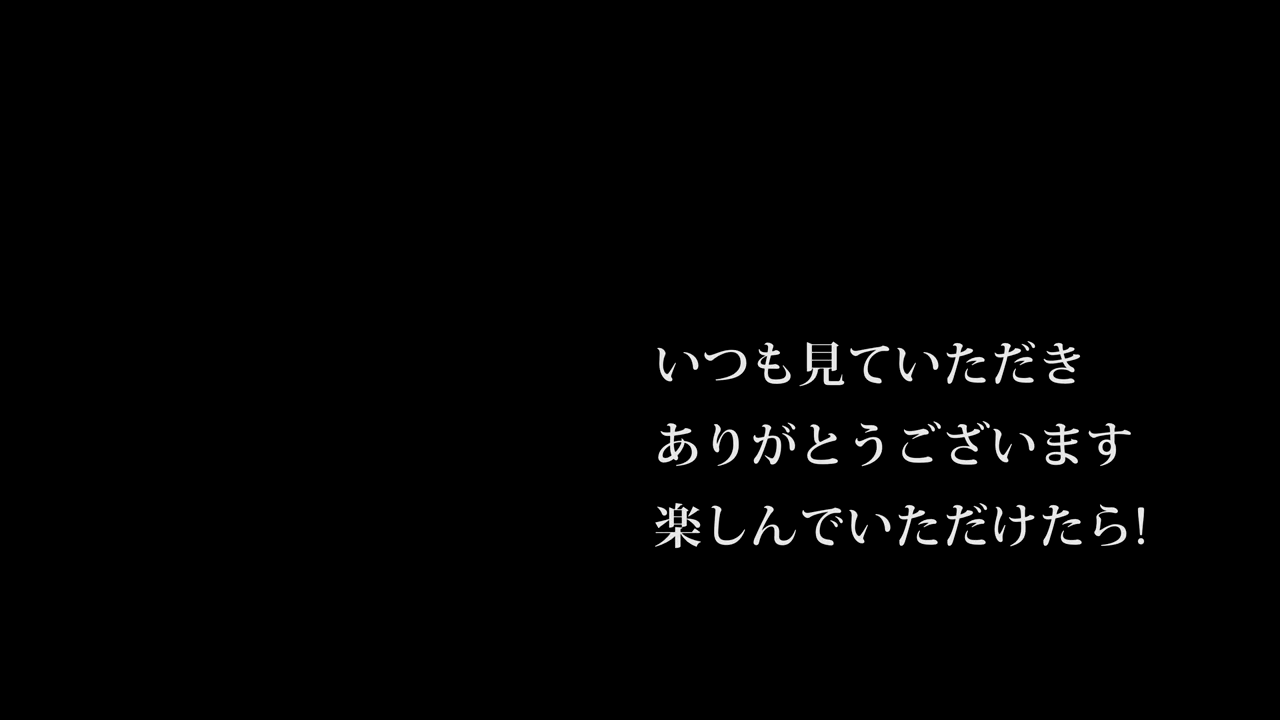 いつも見ていただき
ありがとうございます
楽しんでいただけたら!